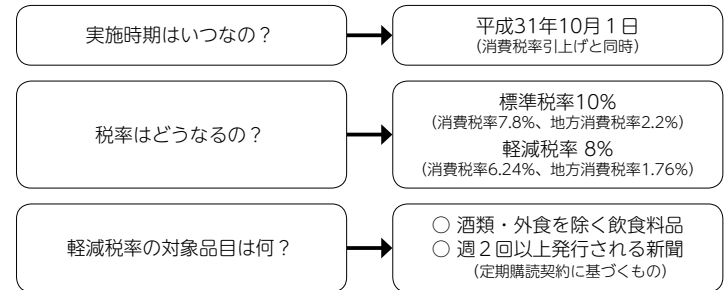 実施時期はいつなの？
平成31年10月１日
（消費税率引上げと同時）
税率はどうなるの？
標準税率10%
（消費税率7.8%、地方消費税率2.2%）
軽減税率 8%
（消費税率6.24%、地方消費税率1.76%）
軽減税率の対象品目は何？
○ 酒類・外食を除く飲食料品
○ 週２回以上発行される新聞
（定期購読契約に基づくもの）